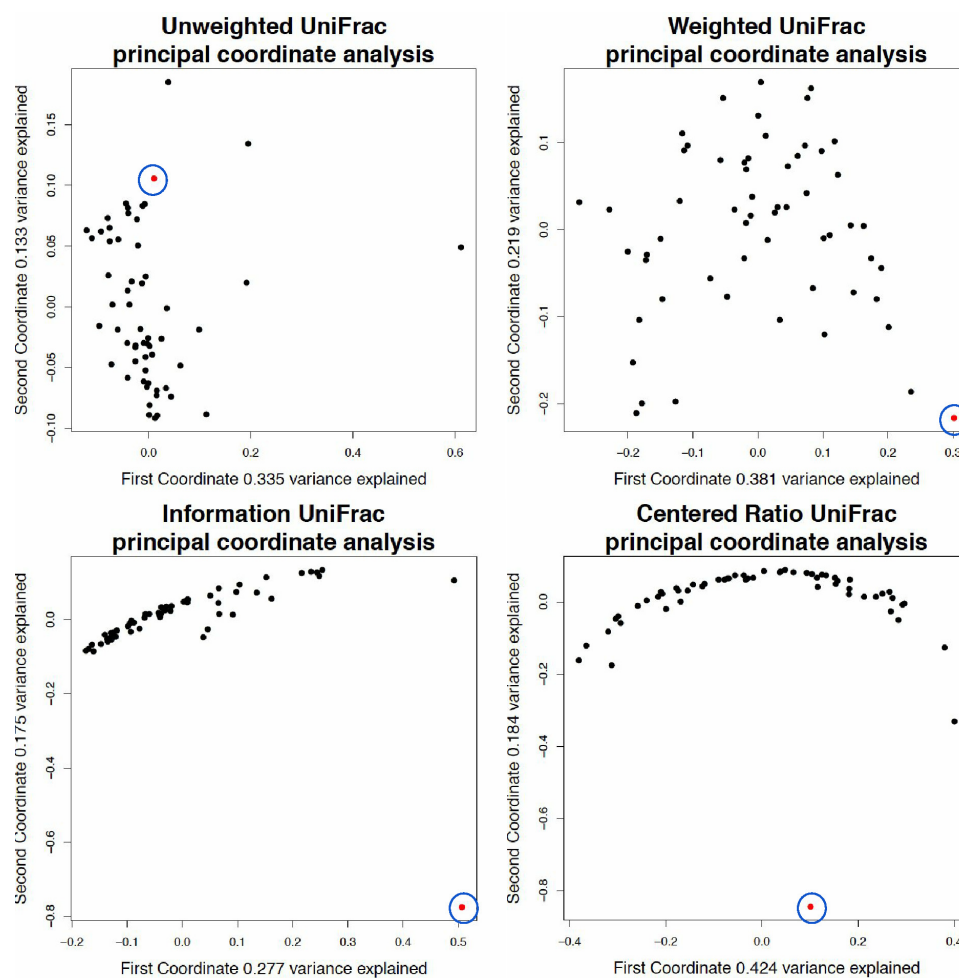 Unweighted UniFrac
principal coordinate analysis
Second Coordinate 0.133 variance explained
0.15
0.10
0.05
0.00
−0.05
−0.10
0.0 0.2 0.4 0.6
First Coordinate 0.335 variance explained
Weighted UniFrac
principal coordinate analysis
Second Coordinate 0.219 variance explained
0.1
0.0
−0.1
−0.2
−0.2 −0.1 0.0 0.1 0.2 0.3
First Coordinate 0.381 variance explained
Information UniFrac
principal coordinate analysis
Second Coordinate 0.175 variance explained
0.0
−0.2
−0.4
−0.6
−0.8
−0.2 −0.1 0.0 0.1 0.2 0.3 0.4 0.5
First Coordinate 0.277 variance explained
Centered Ratio UniFrac
principal coordinate analysis
Second Coordinate 0.184 variance explained
0.0
−0.2
−0.4
−0.6
−0.8
−0.4 −0.2 0.0 0.2 0.4
First Coordinate 0.424 variance explained